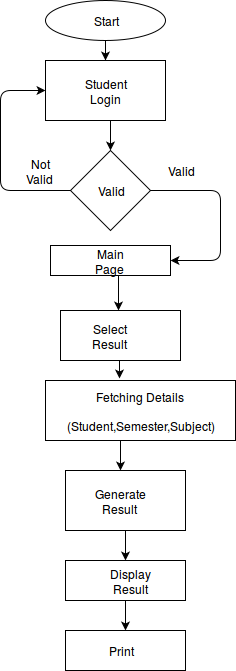 Start
Student
Login
Not
Valid
Valid
Valid
Main
Page
Select
Result
Fetching Details
(Student,Semester,Subject)
Generate
Result
Display
Result
Print